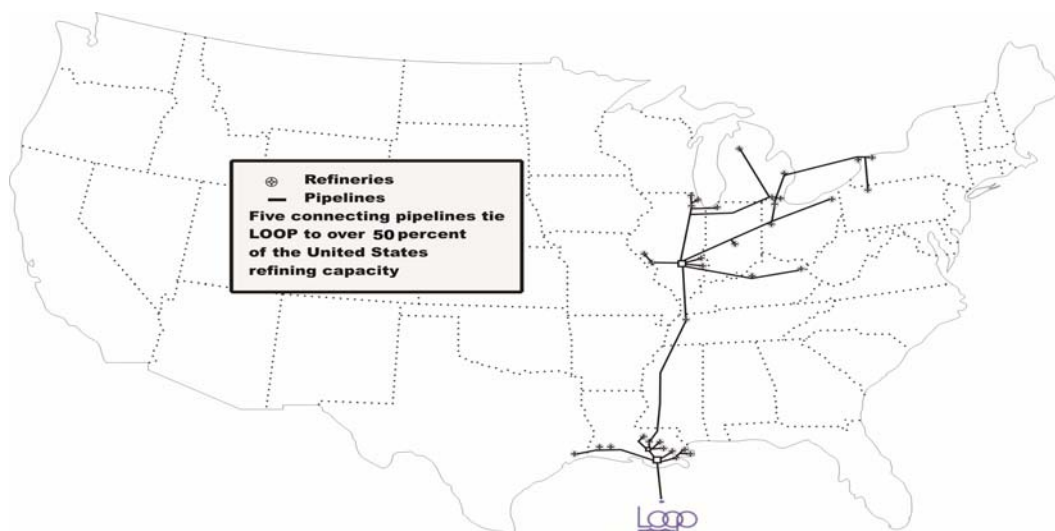 Refineries
Pipelines
Five connecting pipelines tie
LOOP to over 50 percent
of the United States
refining capacity
LOOP